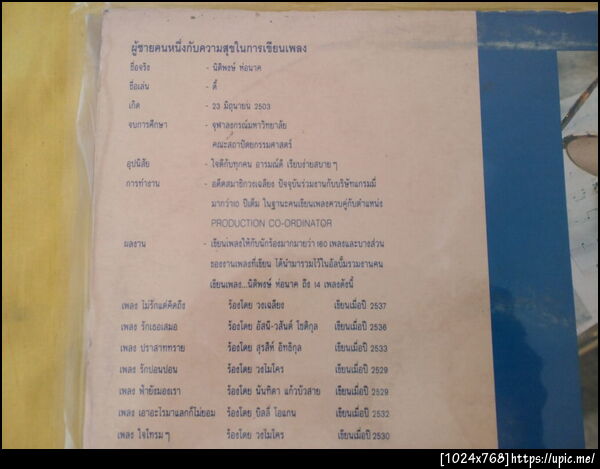 ผู้ชายคนหนึ่งกับความสุขในการเขียนเพลง
ชื่อจริง - นิติพงษ์ ห่อนาค
ชื่อเล่น - ดี้
เกิด - 23 มิถุนายน 2503
จบการศึกษา - จุฬาลงกรณ์มหาวิทยาลัย
คณะสถาปัตยกรรมศาสตร์
อุปนิสัย - ใจดีกับทุกคน อารมณ์ดี เรียบง่ายสบาย ๆ
การทำงาน - อดีตสมาชิกวงเฉลียง ปัจจุบันร่วมงานกับบริษัทแกรมมี่
มากว่า10 ปีเต็ม ในฐานะคนเขียนเพลงควบคู่กับตำแหน่ง
PRODUCTION CO-ORDINATOR
ผลงาน - เขียนเพลงให้กับนักร้องมากมายกว่า 160 เพลงและบางส่วน
ของงานเพลงที่เขียน ได้นำมารวมไว้ในอัลบั้มรวมงานคน
เขียนเพลง...นิติพงษ์ ห่อนาค ถึง 14 เพลงดังนี้
เพลง ไม่รักแต่คิดถึง ร้องโดย วงเฉลียง เขียนเมื่อปี 2537
เพลง รักเธอเสมอ ร้องโดย อัสนี-วสันต์ โชติกุล เขียนเมื่อปี 2536
เพลง ปราสาททราย ร้องโดย สุรสีห์ อิทธิกุล เขียนเมื่อปี 2533
เพลง รักปอนปอน ร้องโดย วงไมโคร เขียนเมื่อปี 2529
เพลง ฟ้ายังมองเรา ร้องโดย นันทิดา แก้วบัวสาย เขียนเมื่อปี 2529
เพลง เอาอะไรมาแลกก็ไม่ยอม ร้องโดย บิลลี่ โอแกน เขียนเมื่อปี 2532
เพลง ใจโทรม ๆ ร้องโดย วงไมโคร เขียนเมื่อปี 2530
[1024x768]https://upic.me/